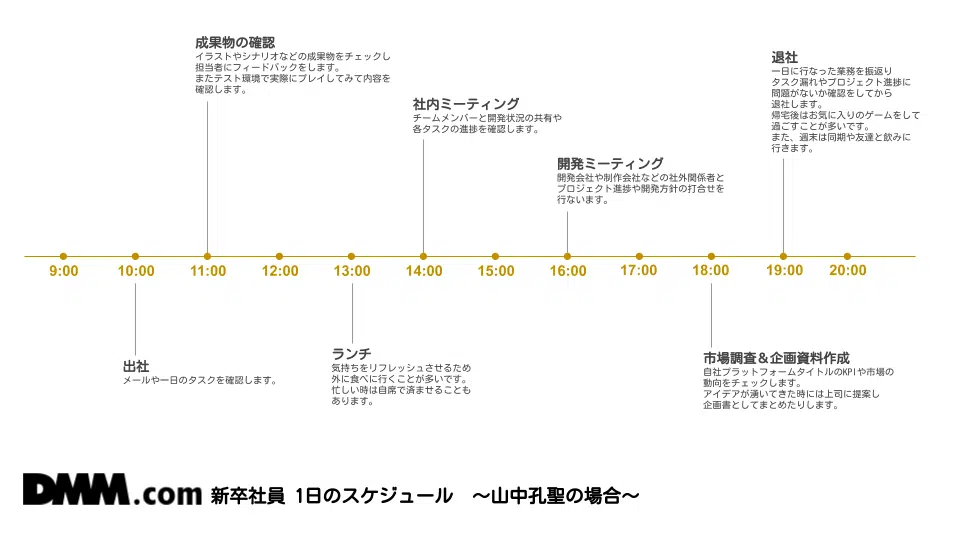 成果物の確認
イラストやシナリオなどの成果物をチェックし
担当者にフィードバックをします。
またテスト環境で実際にプレイしてみて内容を
確認します。
社内ミーティング
チームメンバーと開発状況の共有や
各タスクの進捗を確認します。
開発ミーティング
開発会社や制作会社などの社外関係者と
プロジェクト進捗や開発方針の打合せを
行ないます。
退社
一日に行なった業務を振返り
タスク漏れやプロジェクト進捗に
問題がないか確認をしてから
退社します。
帰宅後はお気に入りのゲームをして
過ごすことが多いです。
また、週末は同期や友達と飲みに
行きます。
9:00 10:00 11:00 12:00 13:00 14:00 15:00 16:00 17:00 18:00 19:00 20:00
出社
メールや一日のタスクを確認します。
ランチ
気持ちをリフレッシュさせるため
外に食べに行くことが多いです。
忙しい時は自席で済ませることも
あります。
市場調査＆企画資料作成
自社プラットフォームタイトルのKPIや市場の
動向をチェックします。
アイデアが湧いてきた時には上司に提案し
企画書としてまとめたりします。
DMM.com 新卒社員 1日のスケジュール　～山中孔聖の場合～